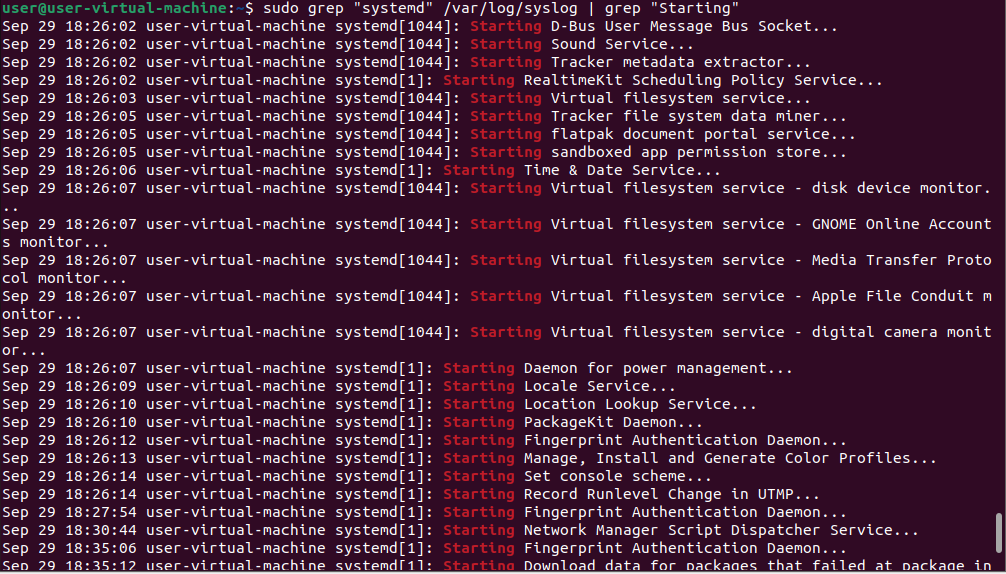 user@user-virtual-machine:~$ sudo grep "systemd" /var/log/syslog | grep "Starting"
Sep 29 18:26:02 user-virtual-machine systemd[1044]: Starting D-Bus User Message Bus Socket...
Sep 29 18:26:02 user-virtual-machine systemd[1044]: Starting Sound Service...
Sep 29 18:26:02 user-virtual-machine systemd[1044]: Starting Tracker metadata extractor...
Sep 29 18:26:02 user-virtual-machine systemd[1]: Starting RealtimeKit Scheduling Policy Service...
Sep 29 18:26:03 user-virtual-machine systemd[1044]: Starting Virtual filesystem service...
Sep 29 18:26:05 user-virtual-machine systemd[1044]: Starting Tracker file system data miner...
Sep 29 18:26:05 user-virtual-machine systemd[1044]: Starting flatpak document portal service...
Sep 29 18:26:05 user-virtual-machine systemd[1044]: Starting sandboxed app permission store...
Sep 29 18:26:06 user-virtual-machine systemd[1]: Starting Time & Date Service...
Sep 29 18:26:07 user-virtual-machine systemd[1044]: Starting Virtual filesystem service - disk device monitor.
..
Sep 29 18:26:07 user-virtual-machine systemd[1044]: Starting Virtual filesystem service - GNOME Online Account
s monitor...
Sep 29 18:26:07 user-virtual-machine systemd[1044]: Starting Virtual filesystem service - Media Transfer Proto
col monitor...
Sep 29 18:26:07 user-virtual-machine systemd[1044]: Starting Virtual filesystem service - Apple File Conduit m
onitor...
Sep 29 18:26:07 user-virtual-machine systemd[1044]: Starting Virtual filesystem service - digital camera monit
or...
Sep 29 18:26:07 user-virtual-machine systemd[1]: Starting Daemon for power management...
Sep 29 18:26:09 user-virtual-machine systemd[1]: Starting Locale Service...
Sep 29 18:26:10 user-virtual-machine systemd[1]: Starting Location Lookup Service...
Sep 29 18:26:10 user-virtual-machine systemd[1]: Starting PackageKit Daemon...
Sep 29 18:26:12 user-virtual-machine systemd[1]: Starting Fingerprint Authentication Daemon...
Sep 29 18:26:13 user-virtual-machine systemd[1]: Starting Manage, Install and Generate Color Profiles...
Sep 29 18:26:14 user-virtual-machine systemd[1]: Starting Set console scheme...
Sep 29 18:26:14 user-virtual-machine systemd[1]: Starting Record Runlevel Change in UTMP...
Sep 29 18:27:54 user-virtual-machine systemd[1]: Starting Fingerprint Authentication Daemon...
Sep 29 18:30:44 user-virtual-machine systemd[1]: Starting Network Manager Script Dispatcher Service...
Sep 29 18:35:06 user-virtual-machine systemd[1]: Starting Fingerprint Authentication Daemon...
Sep 29 18:35:12 user-virtual-machine systemd[1]: Starting Download data for packages that failed at package in